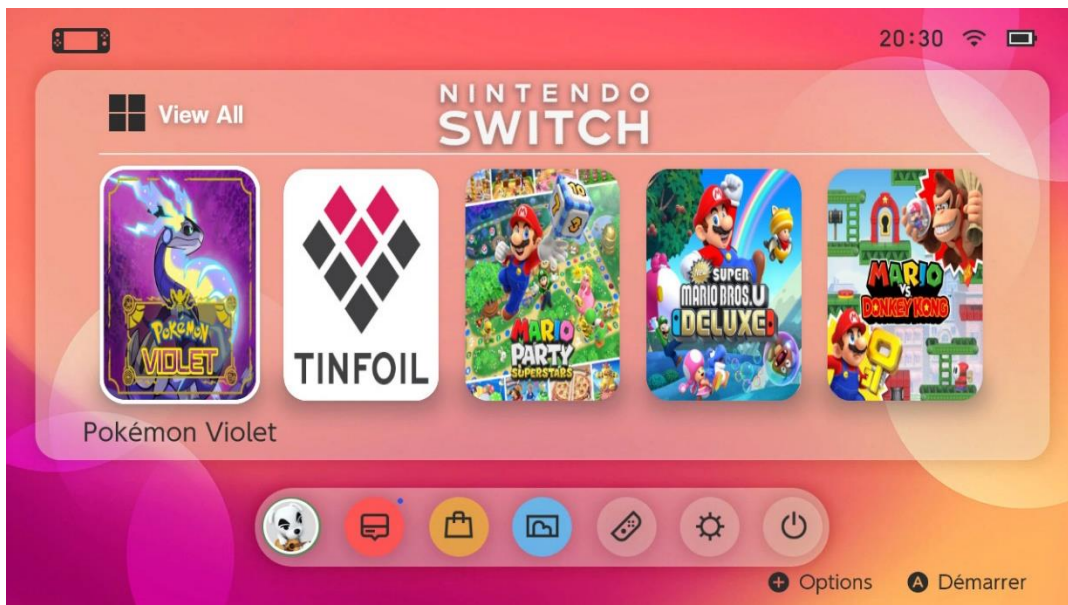 20:30
View All
NINTENDO
SWITCH
POKéMON
VIOLET
TINFOIL
MARIO
PARTY
SUPERSTARS
NEW
SUPER
MARIO BROS. U
DELUXE
MARIO
VS
DONKEY KONG
Pokémon Violet
+ Options
A Démarrer